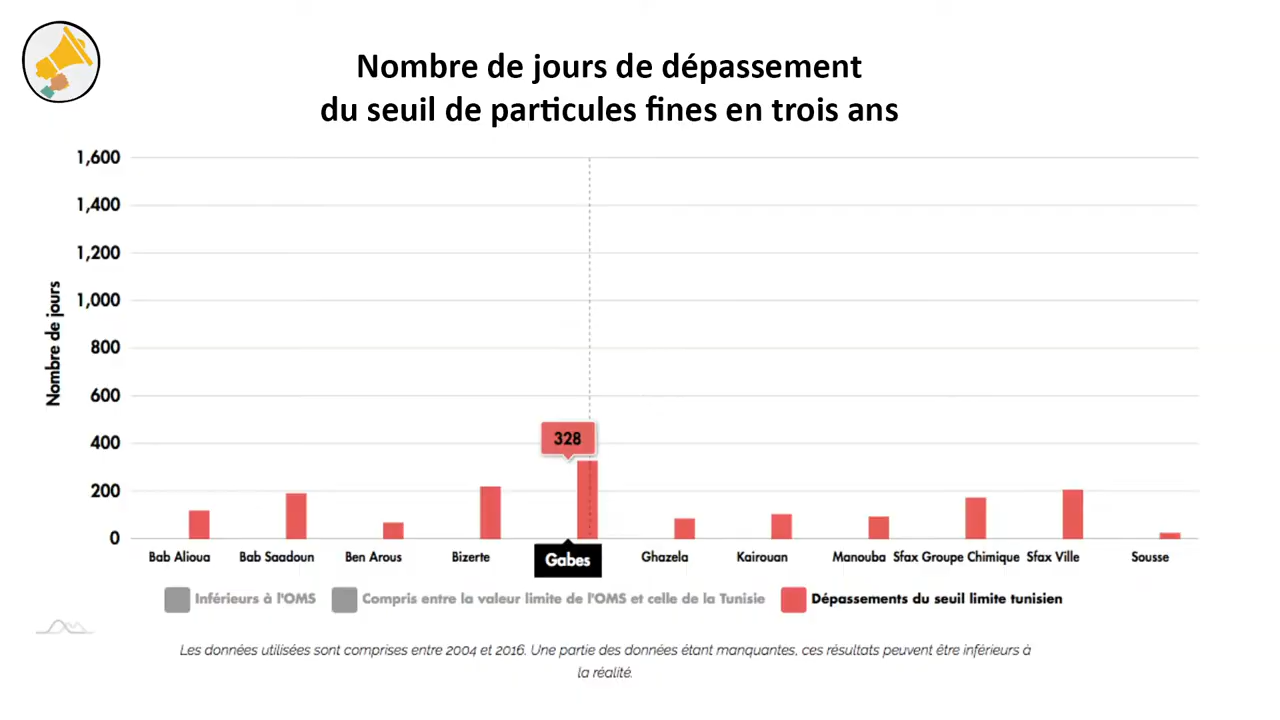 Nombre de jours de dépassement
du seuil de particules fines en trois ans
1,600
1,400
1,200
1,000
800
600
400
200
0
Nombre de jours
328
Bab Alioua Bab Saadoun Ben Arous Bizerte Gabes Ghazela Kairouan Manouba Sfax Groupe Chimique Sfax Ville Sousse
Inférieurs à l'OMS Compris entre la valeur limite de l'OMS et celle de la Tunisie Dépassements du seuil limite tunisien
Les données utilisées sont comprises entre 2004 et 2016. Une partie des données étant manquantes, ces résultats peuvent être inférieurs à
la réalité.